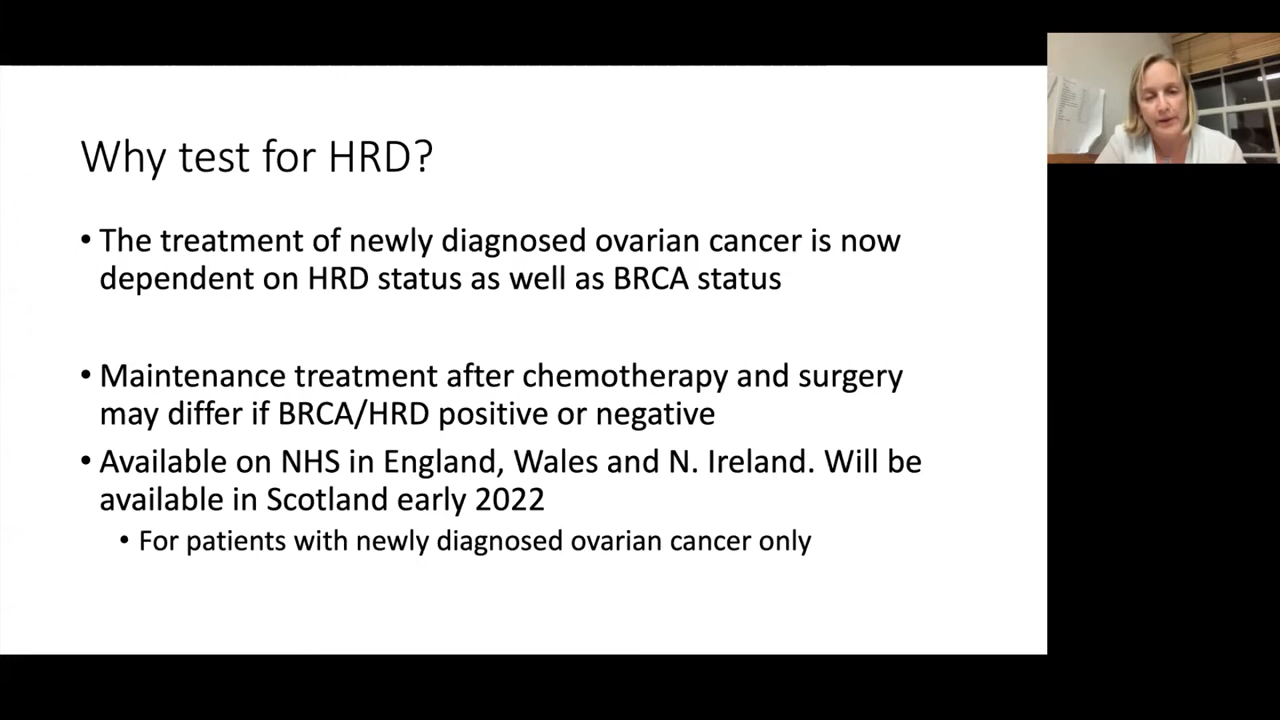 Why test for HRD?
• The treatment of newly diagnosed ovarian cancer is now
dependent on HRD status as well as BRCA status
• Maintenance treatment after chemotherapy and surgery
may differ if BRCA/HRD positive or negative
• Available on NHS in England, Wales and N. Ireland. Will be
available in Scotland early 2022
• For patients with newly diagnosed ovarian cancer only